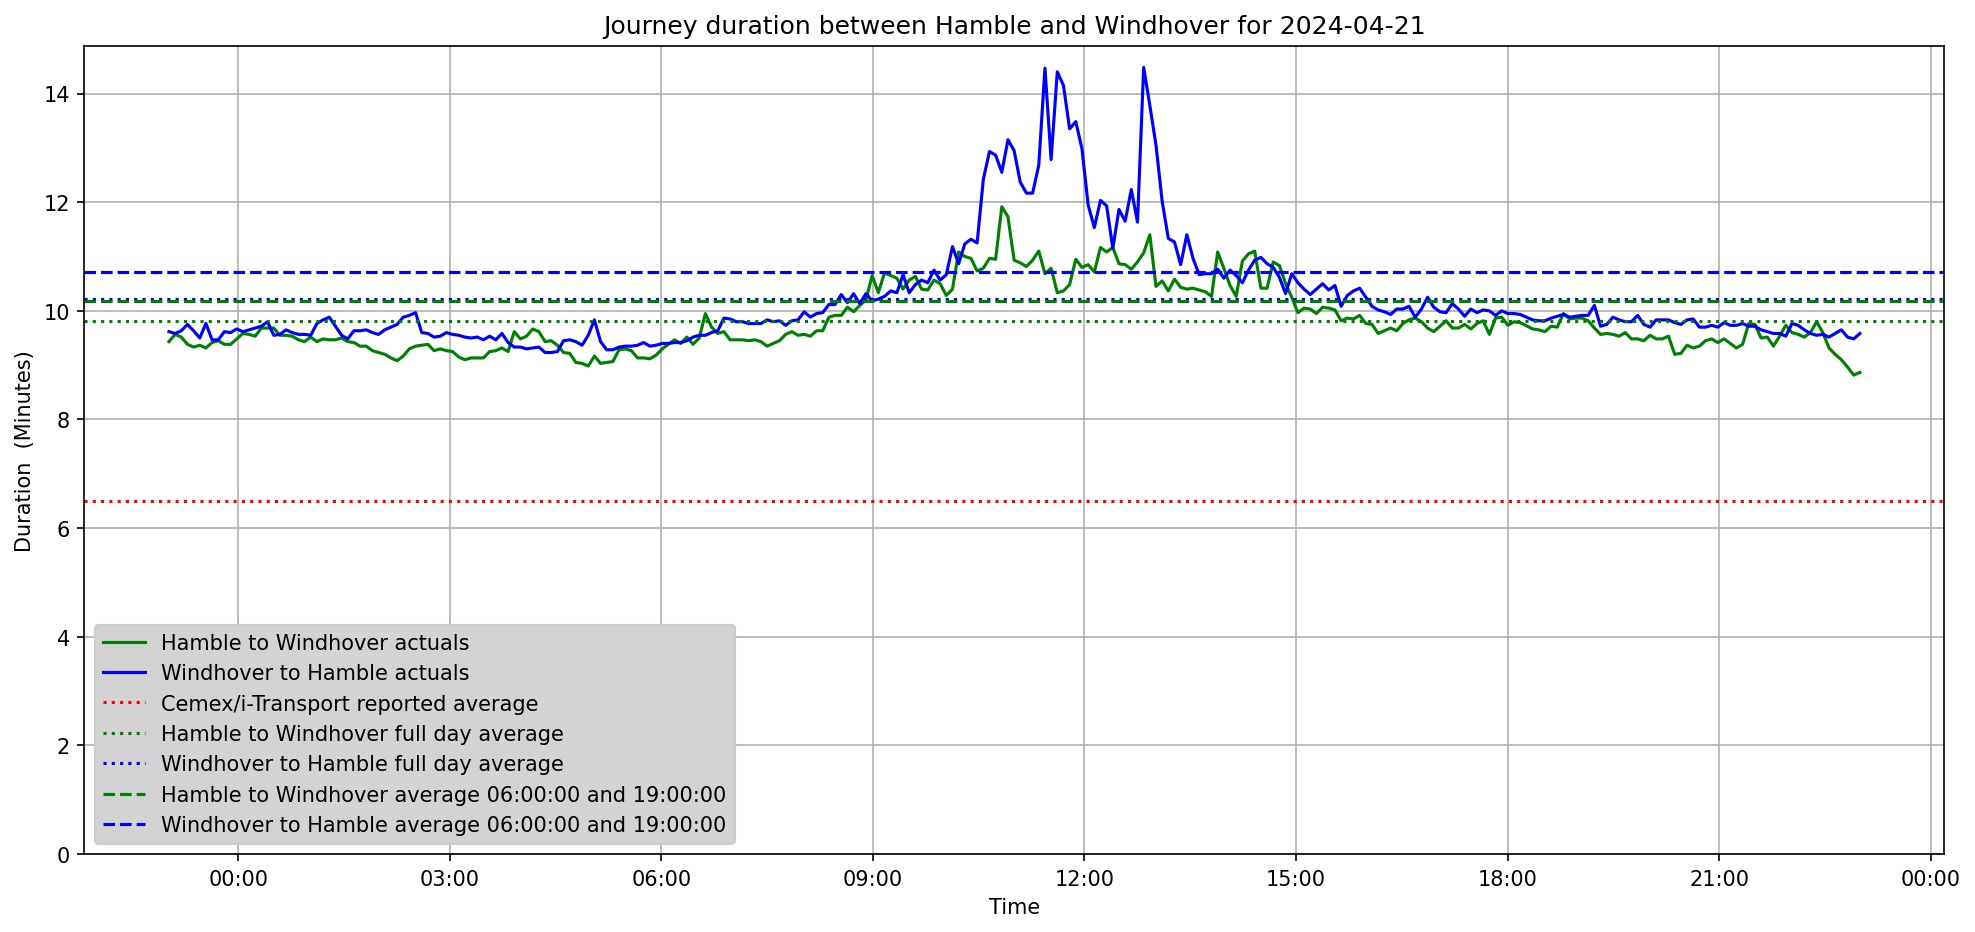 Journey duration between Hamble and Windhover for 2024-04-21
Duration  (Minutes)
14
12
10
8
6
4
2
0
Hamble to Windhover actuals
Windhover to Hamble actuals
Cemex/i-Transport reported average
Hamble to Windhover full day average
Windhover to Hamble full day average
Hamble to Windhover average 06:00:00 and 19:00:00
Windhover to Hamble average 06:00:00 and 19:00:00
00:00 03:00 06:00 09:00 12:00 15:00 18:00 21:00 00:00
Time